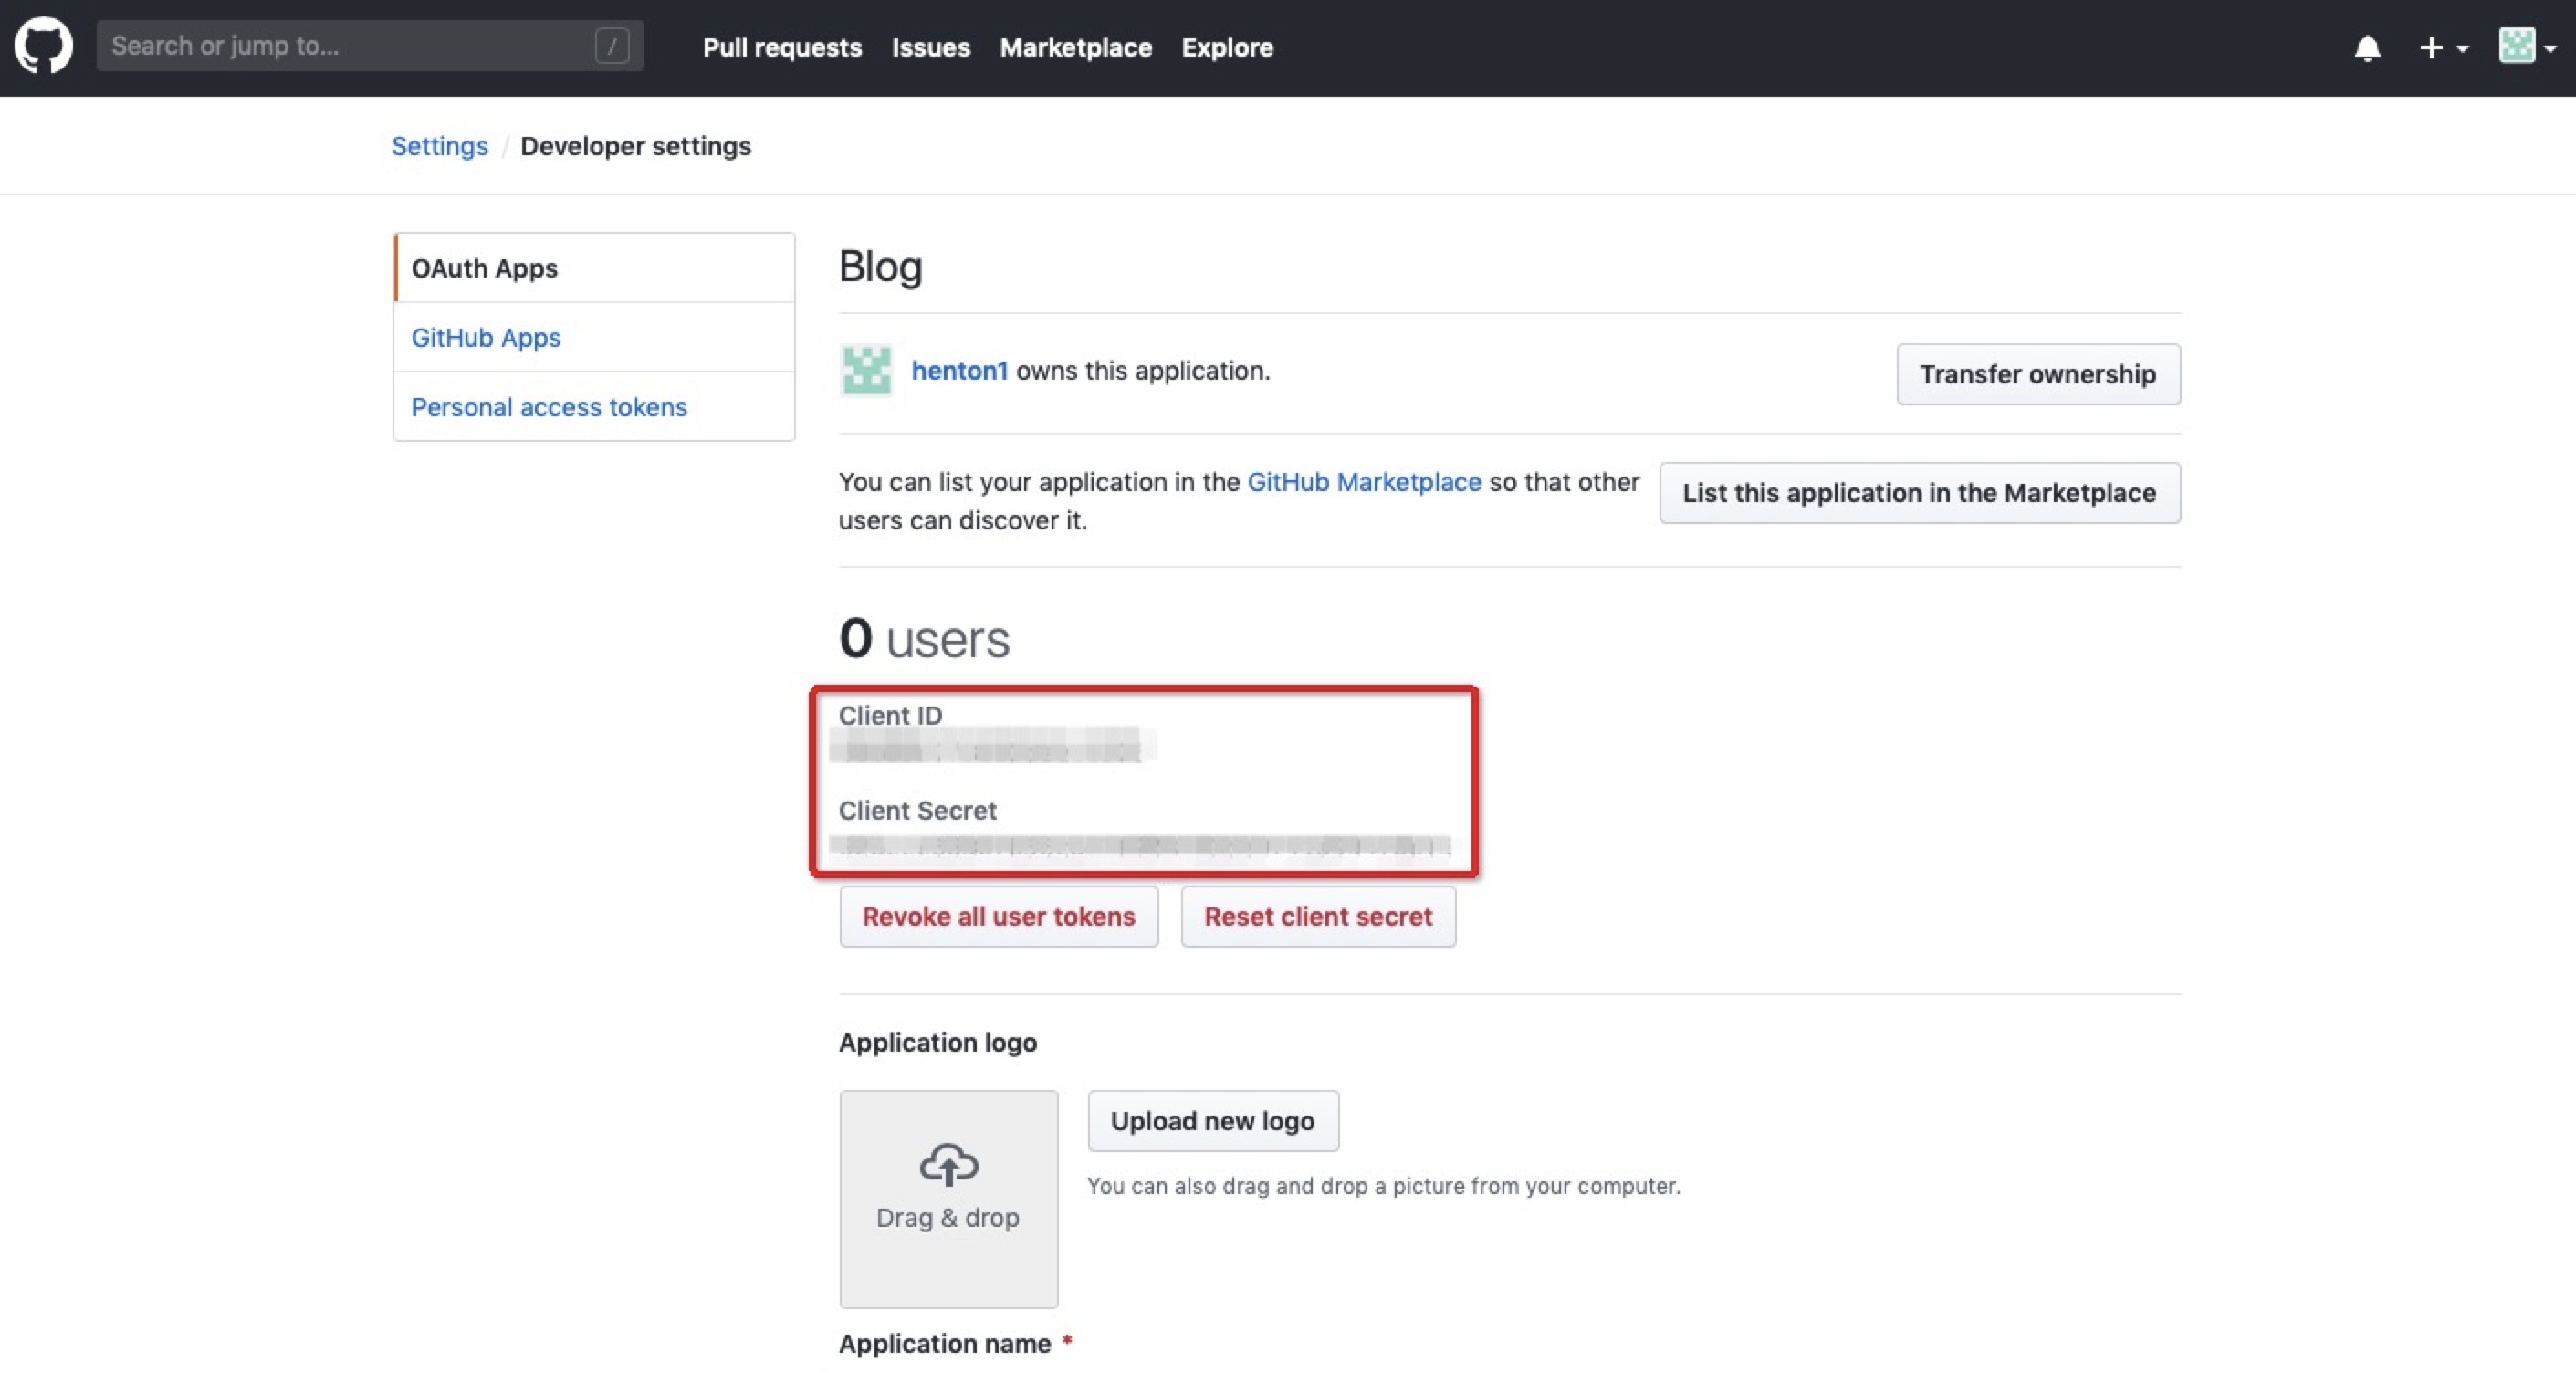 Search or jump to... /
Pull requests Issues Marketplace Explore
Settings / Developer settings
OAuth Apps
GitHub Apps
Personal access tokens
Blog
henton1 owns this application.
Transfer ownership
You can list your application in the GitHub Marketplace so that other
users can discover it.
List this application in the Marketplace
0 users
Client ID
Client Secret
Revoke all user tokens
Reset client secret
Application logo
Drag & drop
Upload new logo
You can also drag and drop a picture from your computer.
Application name *